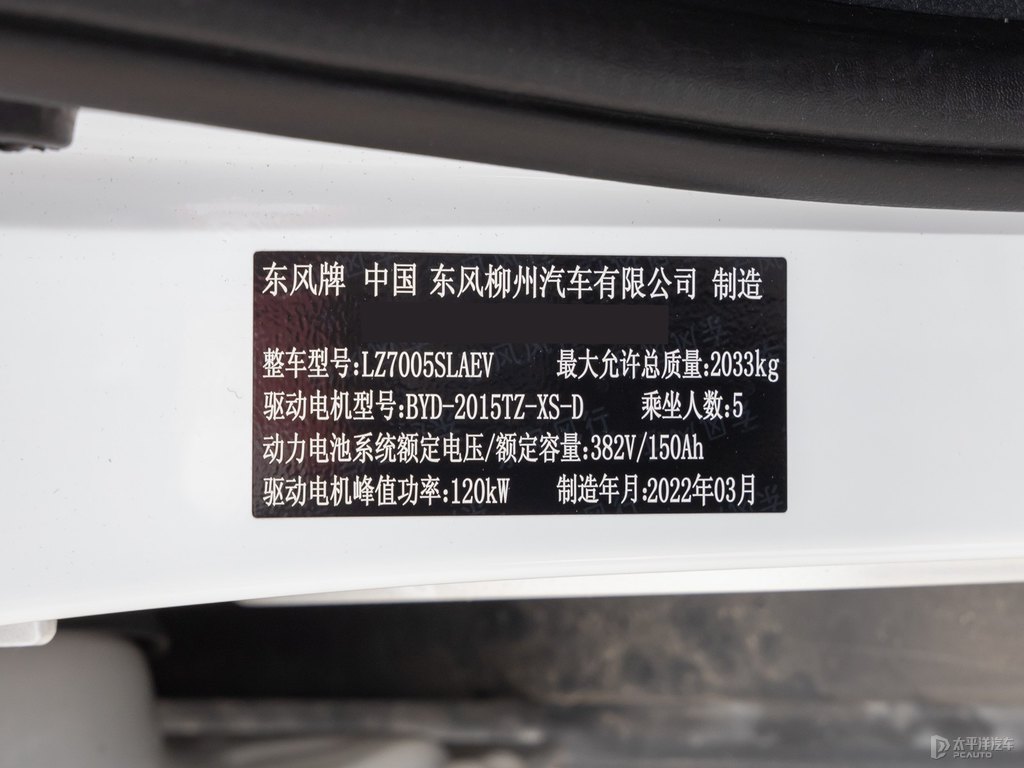 东风牌 中国 东风柳州汽车有限公司 制造
整车型号:LZ7005SLAEV 最大允许总质量:2033kg
驱动电机型号:BYD-2015TZ-XS-D 乘坐人数:5
动力电池系统额定电压/额定容量:382V/150Ah
驱动电机峰值功率:120kW 制造年月:2022年03月
太平洋汽车
PCAUTO